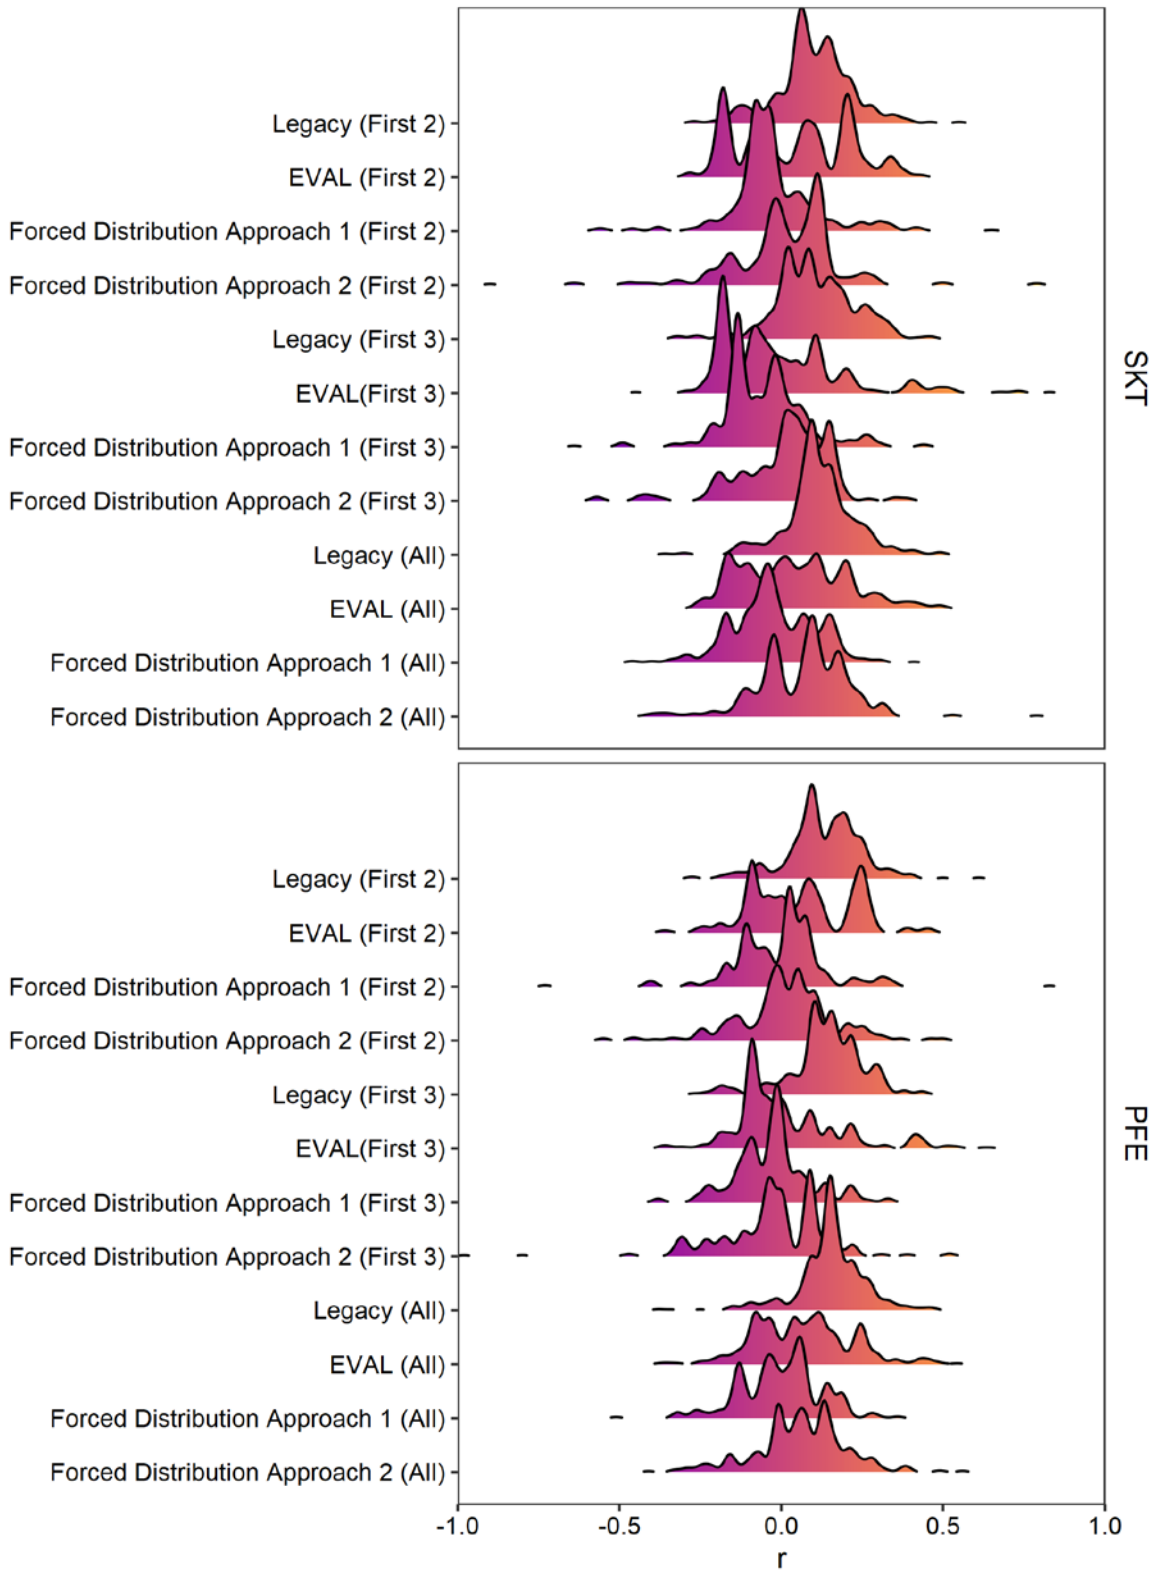 Legacy (First 2)
EVAL (First 2)
Forced Distribution Approach 1 (First 2)
Forced Distribution Approach 2 (First 2)
Legacy (First 3)
EVAL(First 3)
Forced Distribution Approach 1 (First 3)
Forced Distribution Approach 2 (First 3)
Legacy (All)
EVAL (All)
Forced Distribution Approach 1 (All)
Forced Distribution Approach 2 (All)
SKT
Legacy (First 2)
EVAL (First 2)
Forced Distribution Approach 1 (First 2)
Forced Distribution Approach 2 (First 2)
Legacy (First 3)
EVAL(First 3)
Forced Distribution Approach 1 (First 3)
Forced Distribution Approach 2 (First 3)
Legacy (All)
EVAL (All)
Forced Distribution Approach 1 (All)
Forced Distribution Approach 2 (All)
PFE
-1.0 -0.5 0.0 0.5 1.0
r